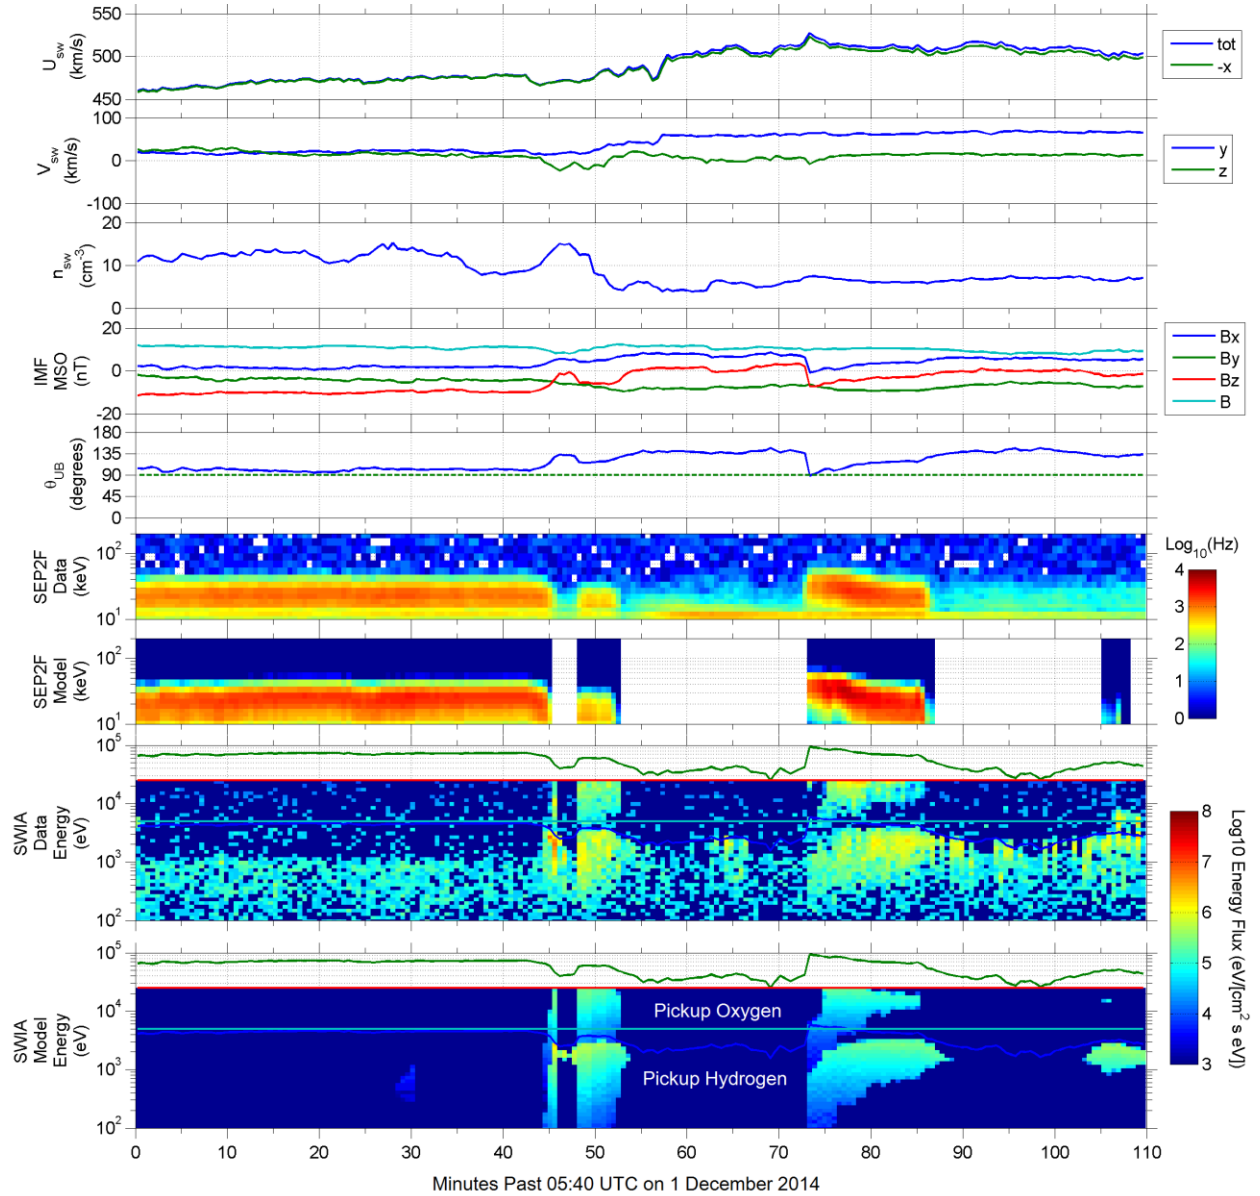 550
500
450
U_sw
(km/s)
tot
-x
100
0
-100
V_sw
(km/s)
y
z
20
10
0
n_sw
(cm^-3)
20
0
-20
IMF
MSO
(nT)
Bx
By
Bz
B
180
135
90
45
0
θ_UB
(degrees)
10^2
10^1
SEP2F
Data
(keV)
Log_10(Hz)
4
3
2
1
0
10^2
10^1
SEP2F
Model
(keV)
10^5
10^4
10^3
10^2
SWIA
Data
Energy
(eV)
8
7
6
5
4
3
Log10 Energy Flux (eV/[cm^2 s eV])
10^5
10^4
10^3
10^2
SWIA
Model
Energy
(eV)
Pickup Oxygen
Pickup Hydrogen
0 10 20 30 40 50 60 70 80 90 100 110
Minutes Past 05:40 UTC on 1 December 2014